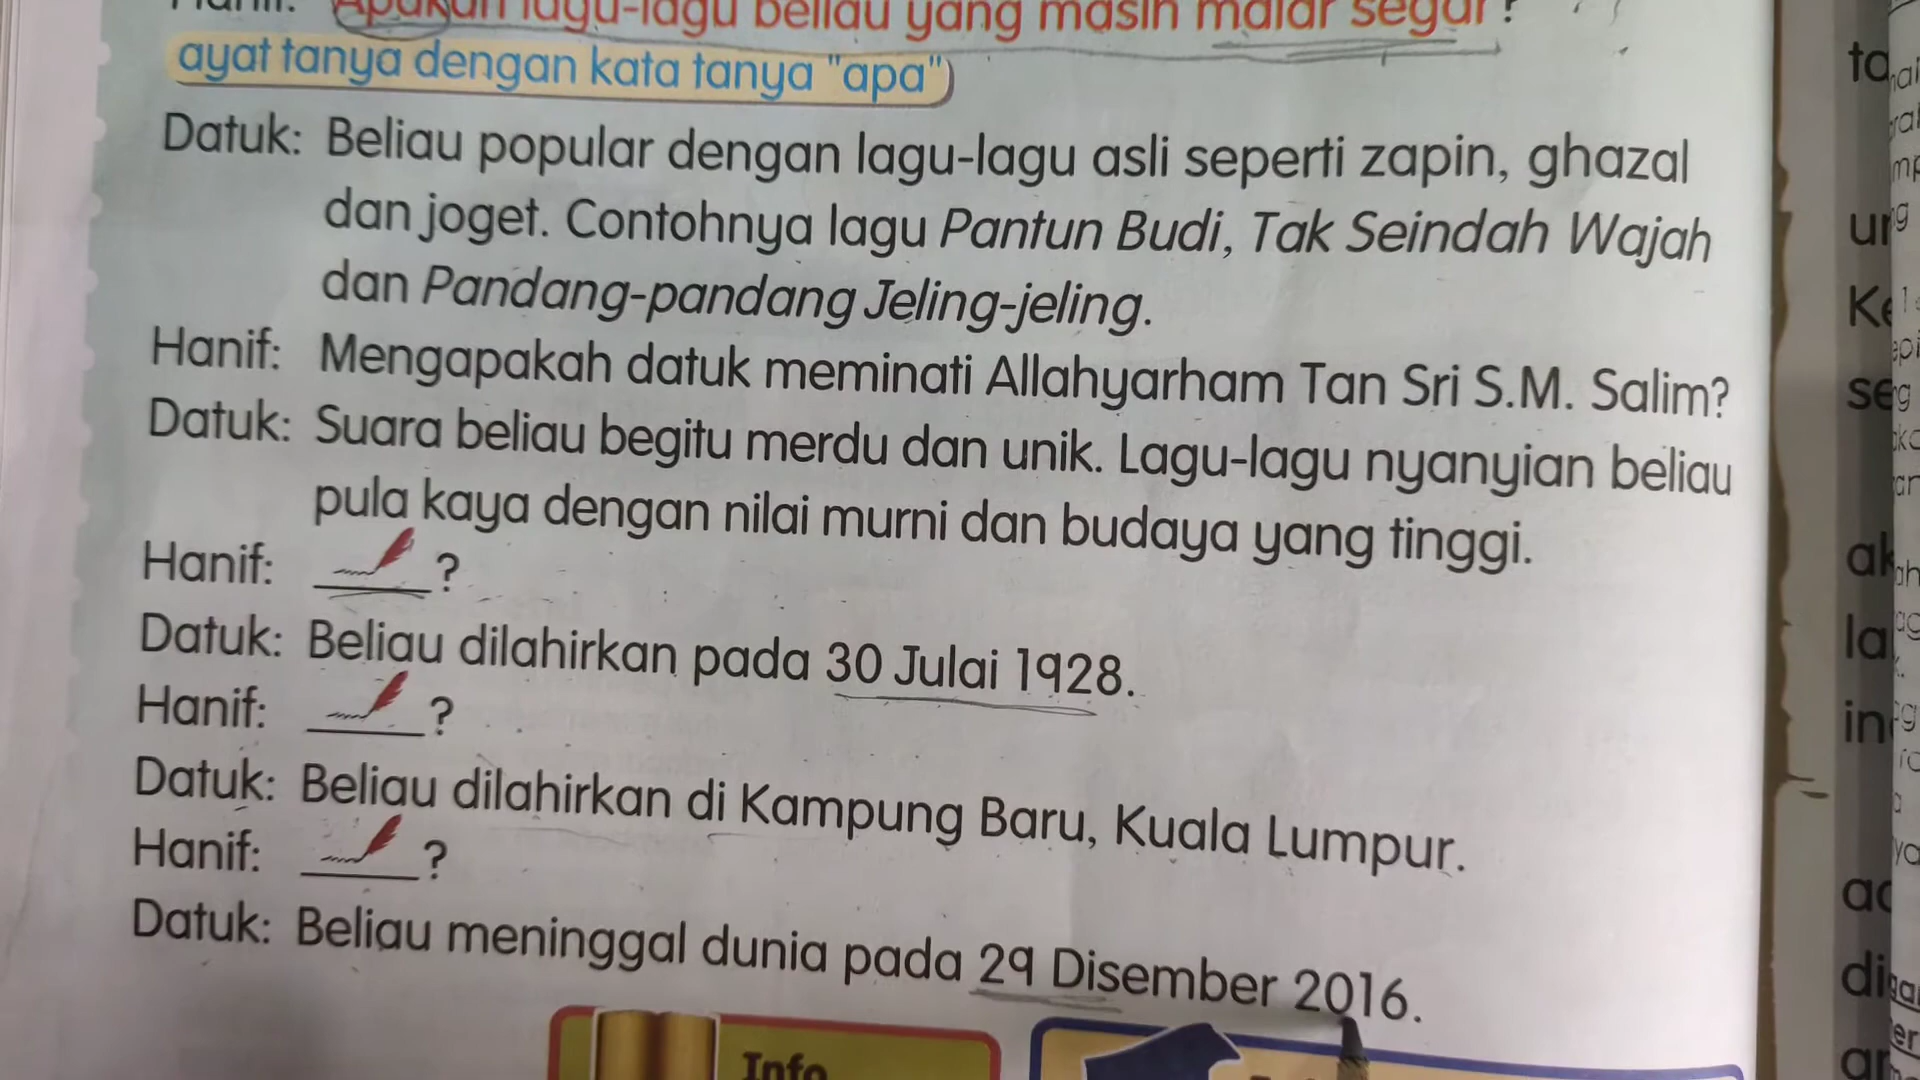 Hanif: Apakah lagu-lagu beliau yang masih malar segar?
ayat tanya dengan kata tanya "apa"
Datuk: Beliau popular dengan lagu-lagu asli seperti zapin, ghazal
dan joget. Contohnya lagu Pantun Budi, Tak Seindah Wajah
dan Pandang-pandang Jeling-jeling.
Hanif: Mengapakah datuk meminati Allahyarham Tan Sri S.M. Salim?
Datuk: Suara beliau begitu merdu dan unik. Lagu-lagu nyanyian beliau
pula kaya dengan nilai murni dan budaya yang tinggi.
Hanif: ____?
Datuk: Beliau dilahirkan pada 30 Julai 1928.
Hanif: ____?
Datuk: Beliau dilahirkan di Kampung Baru, Kuala Lumpur.
Hanif: ____?
Datuk: Beliau meninggal dunia pada 29 Disember 2016.
Info